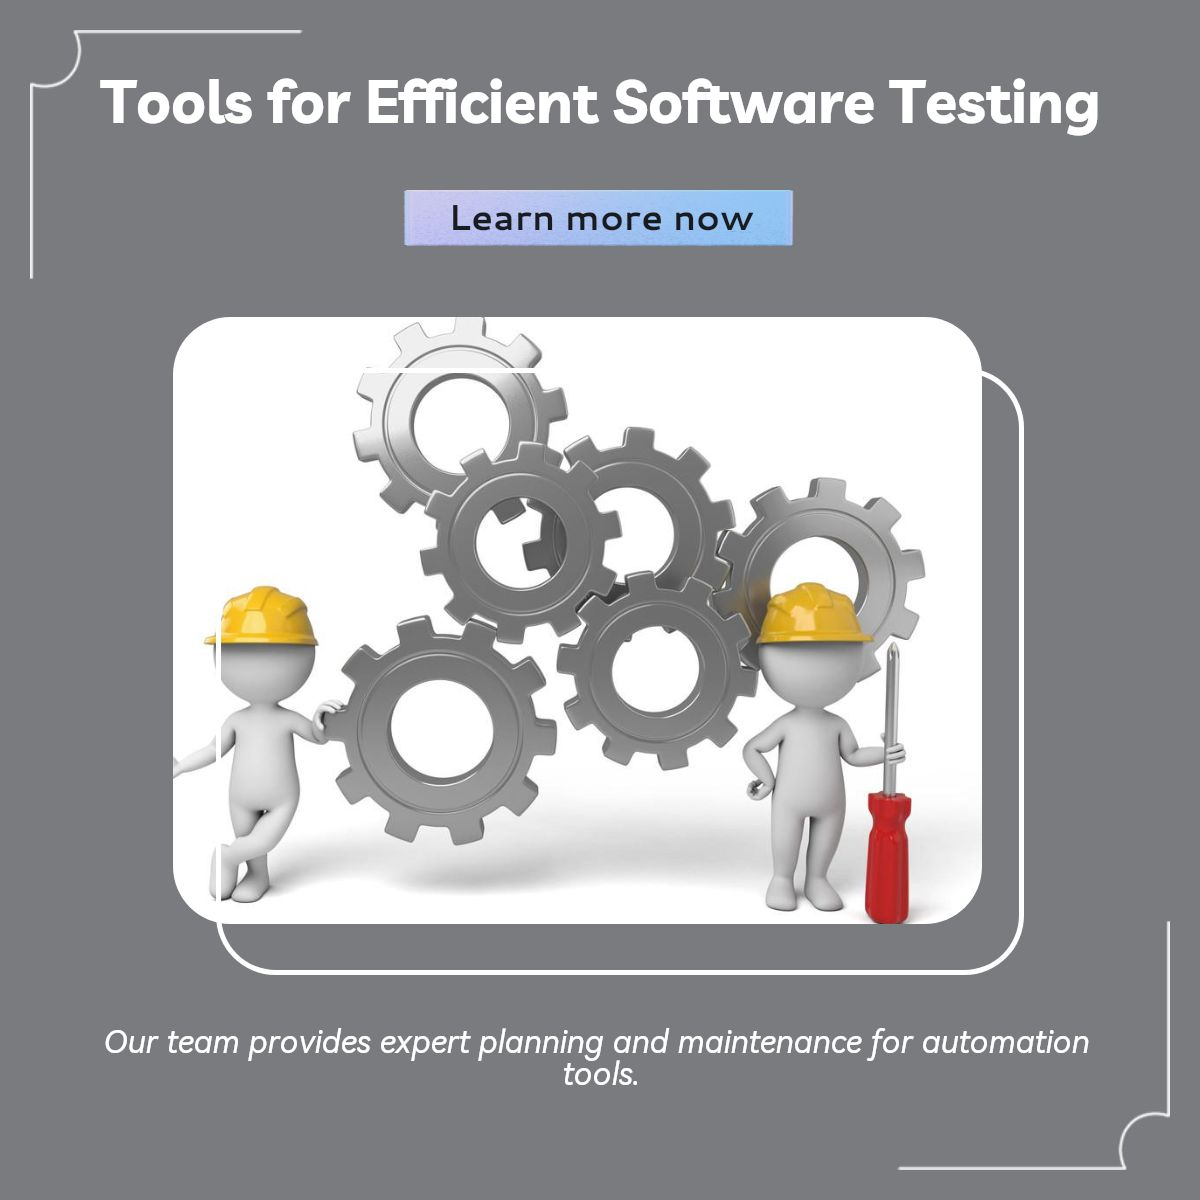 Tools for Efficient Software Testing
Learn more now
Our team provides expert planning and maintenance for automation
tools.